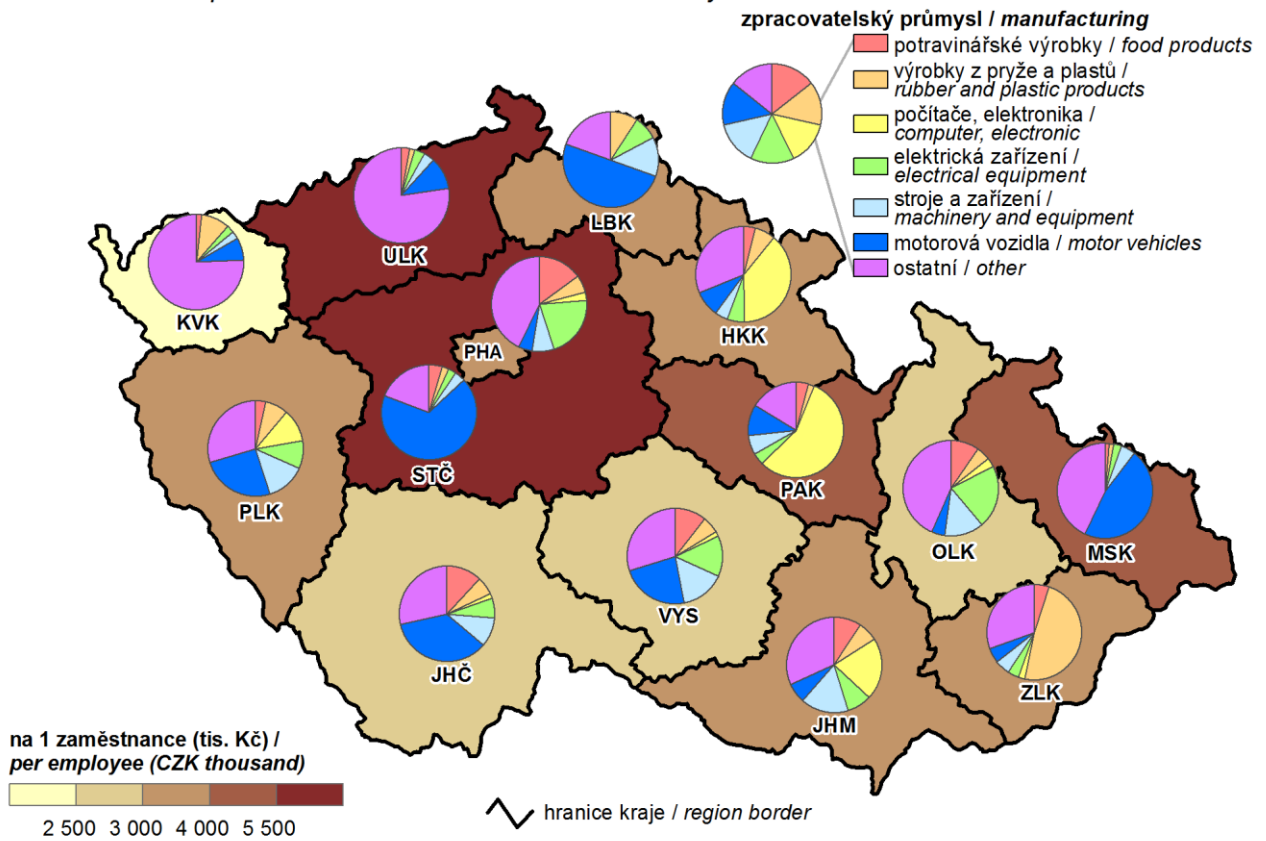 zpracovatelský průmysl / manufacturing
potravinářské výrobky / food products
výrobky z pryže a plastů /
rubber and plastic products
počítače, elektronika /
computer, electronic
elektrická zařízení /
electrical equipment
stroje a zařízení /
machinery and equipment
motorová vozidla / motor vehicles
ostatní / other
LBK
ULK
KVK
HKK
PHA
STČ
PAK
PLK
OLK
MSK
VYS
JHČ
ZLK
JHM
na 1 zaměstnance (tis. Kč) /
per employee (CZK thousand)
2 500 3 000 4 000 5 500
hranice kraje / region border